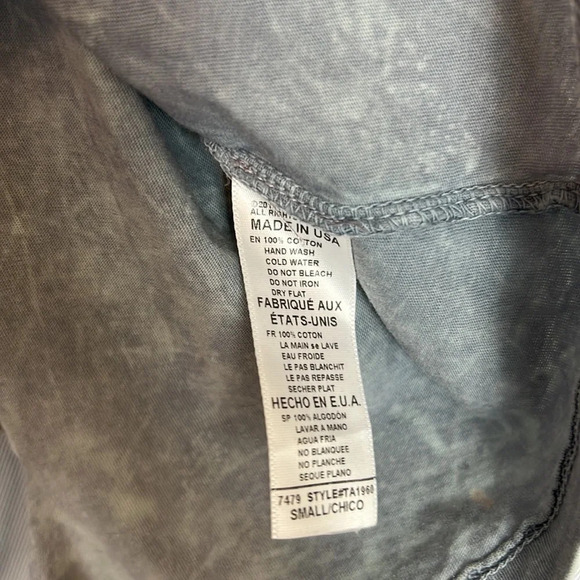 ALL RIGHT
MADE IN USA
EN 100% COTTON
HAND WASH
COLD WATER
DO NOT BLEACH
DO NOT IRON
DRY FLAT
FABRIQUÉ AUX
ÉTATS-UNIS
FR 100% COTON
LA MAIN se LAVE
EAU FROIDE
LE PAS BLANCHIT
LE PAS REPASSE
SECHER PLAT
HECHO EN E.U.A.
SP 100% ALGODÓN
LAVAR A MANO
AGUA FRIA
NO BLANQUEE
NO PLANCHE
SEQUE PLANO
7479 STYLE#TA1960
SMALL/CHICO